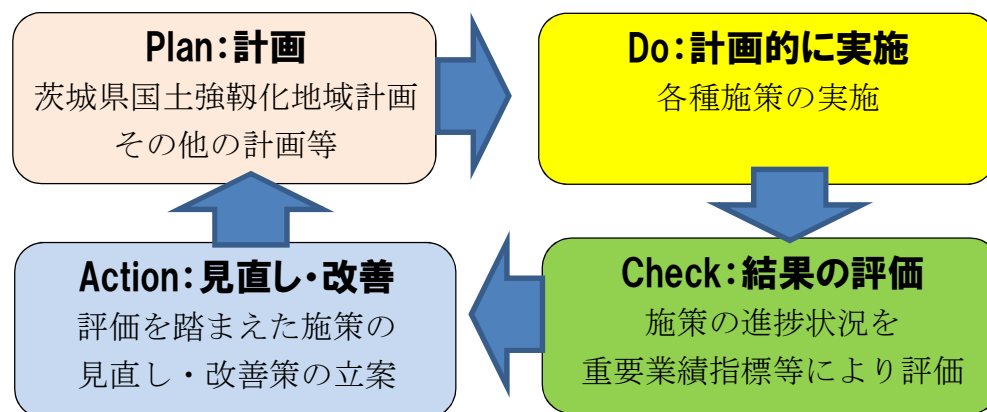 Plan：計画
茨城県国土強靱化地域計画
その他の計画等
Do：計画的に実施
各種施策の実施
Action：見直し・改善
評価を踏まえた施策の
見直し・改善策の立案
Check：結果の評価
施策の進捗状況を
重要業績指標等により評価